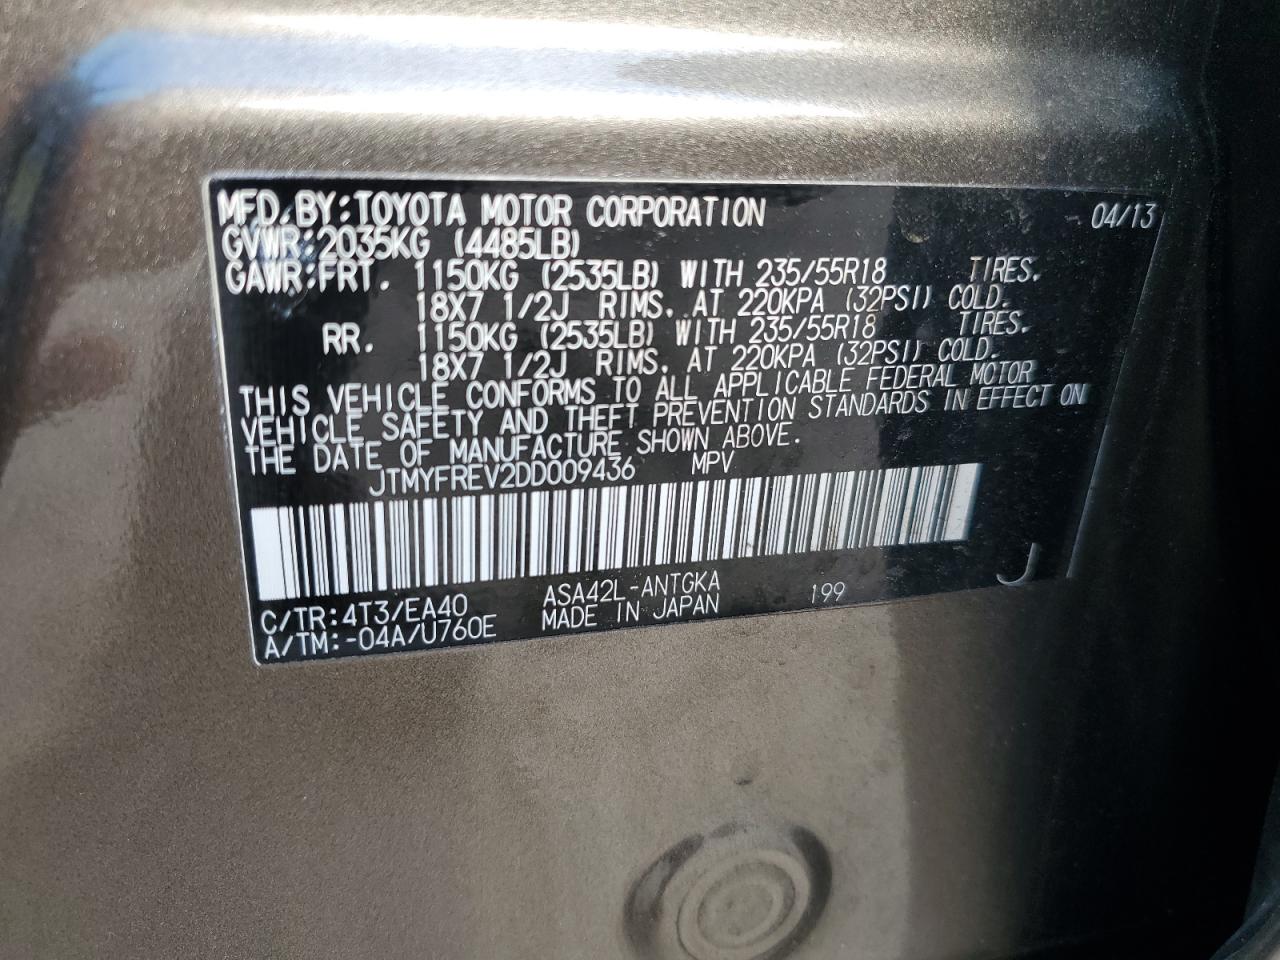 MFD. BY: TOYOTA MOTOR CORPORATION 04/13
GVWR: 2035KG (4485LB)
GAWR: FRT. 1150KG (2535LB) WITH 235/55R18 TIRES.
18X7 1/2J RIMS. AT 220KPA (32PSI) COLD.
RR. 1150KG (2535LB) WITH 235/55R18 TIRES.
18X7 1/2J RIMS. AT 220KPA (32PSI) COLD.
THIS VEHICLE CONFORMS TO ALL APPLICABLE FEDERAL MOTOR
VEHICLE SAFETY AND THEFT PREVENTION STANDARDS IN EFFECT ON
THE DATE OF MANUFACTURE SHOWN ABOVE.
JTMYFREV2DD009436 MPV
C/TR: 4T3/EA40 ASA42L-ANTGKA 199 J
A/TM: -04A/U760E MADE IN JAPAN